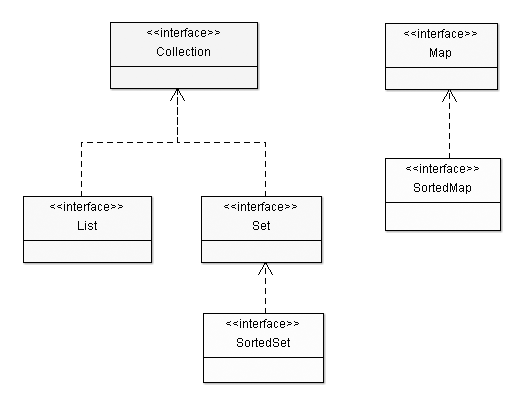 <<interface>>
Collection
<<interface>>
Map
<<interface>>
SortedMap
<<interface>>
List
<<interface>>
Set
<<interface>>
SortedSet